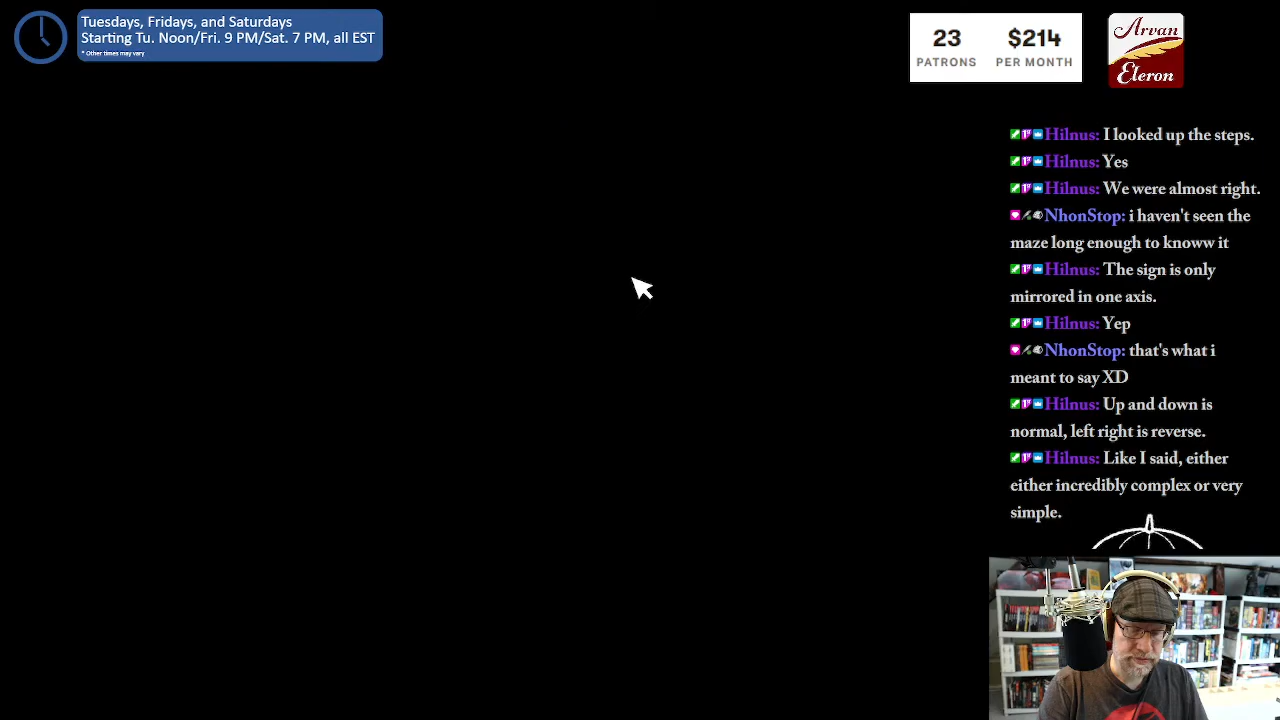 Tuesdays, Fridays, and Saturdays
Starting Tu. Noon/Fri. 9 PM/Sat. 7 PM, all EST
* Other times may vary
23 $214
PATRONS PER MONTH
Arvan
Eleron
Hilnus: I looked up the steps.
Hilnus: Yes
Hilnus: We were almost right.
NhonStop: i haven't seen the
maze long enough to knoww it
Hilnus: The sign is only
mirrored in one axis.
Hilnus: Yep
NhonStop: that's what i
meant to say XD
Hilnus: Up and down is
normal, left right is reverse.
Hilnus: Like I said, either
either incredibly complex or very
simple.